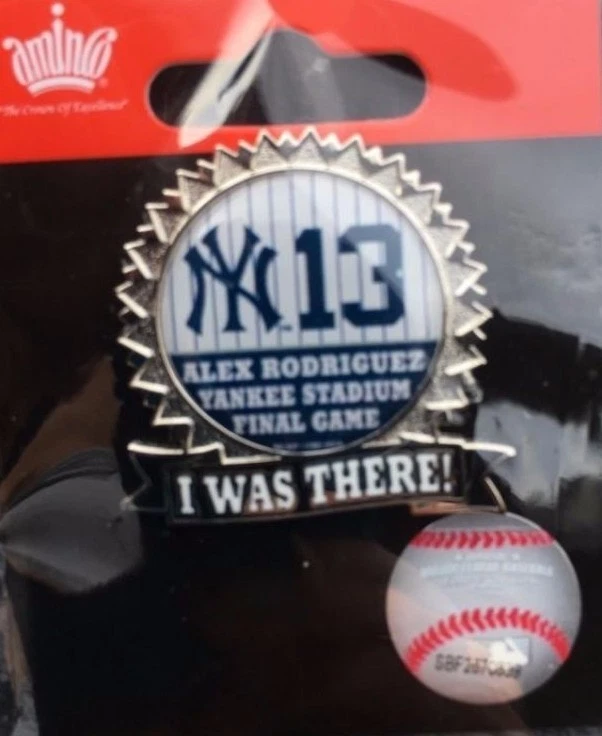 aminco
"The Crown Of Excellence"
NY 13
ALEX RODRIGUEZ
YANKEE STADIUM
FINAL GAME
I WAS THERE!